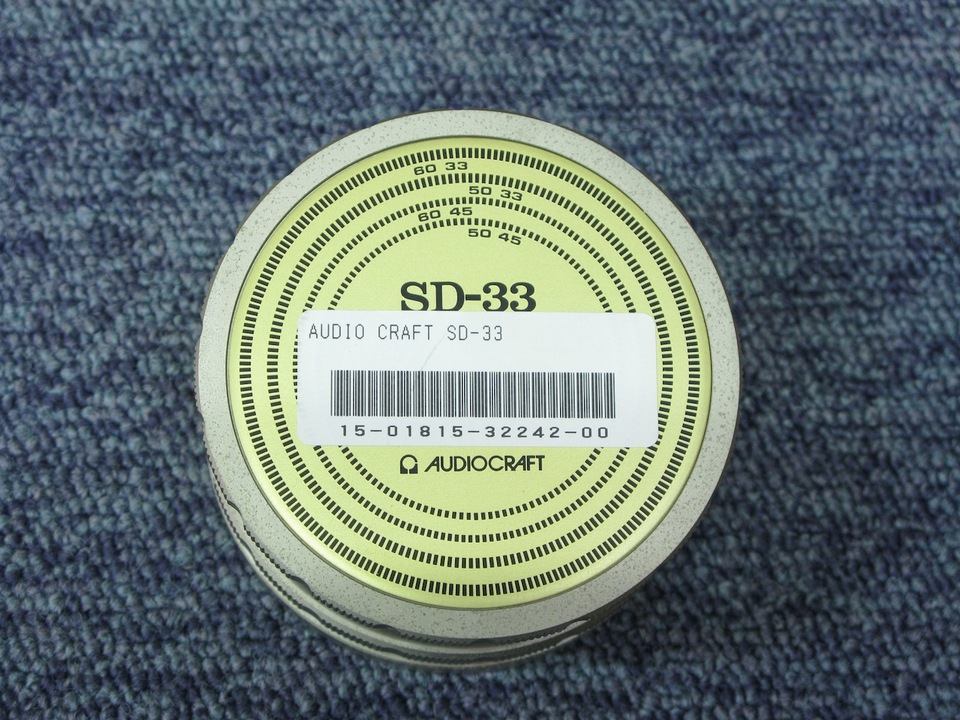 60 33
50 33
60 45
50 45
SD-33
AUDIO CRAFT SD-33
15-01815-32242-00
AUDIOCRAFT